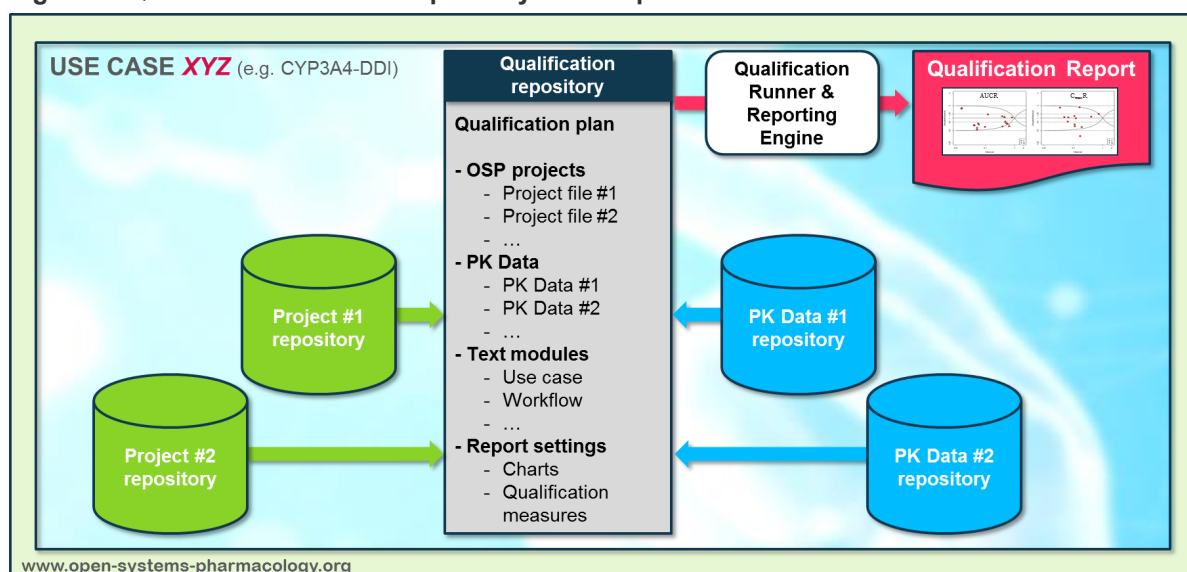 USE CASE XYZ (e.g. CYP3A4-DDI)
Qualification
repository
Qualification plan
- OSP projects
- Project file #1
- Project file #2
- ...
- PK Data
- PK Data #1
- PK Data #2
- ...
- Text modules
- Use case
- Workflow
- ...
- Report settings
- Charts
- Qualification
measures
Qualification
Runner &
Reporting
Engine
Qualification Report
AUCR
Project #1
repository
Project #2
repository
PK Data #1
repository
PK Data #2
repository
www.open-systems-pharmacology.org